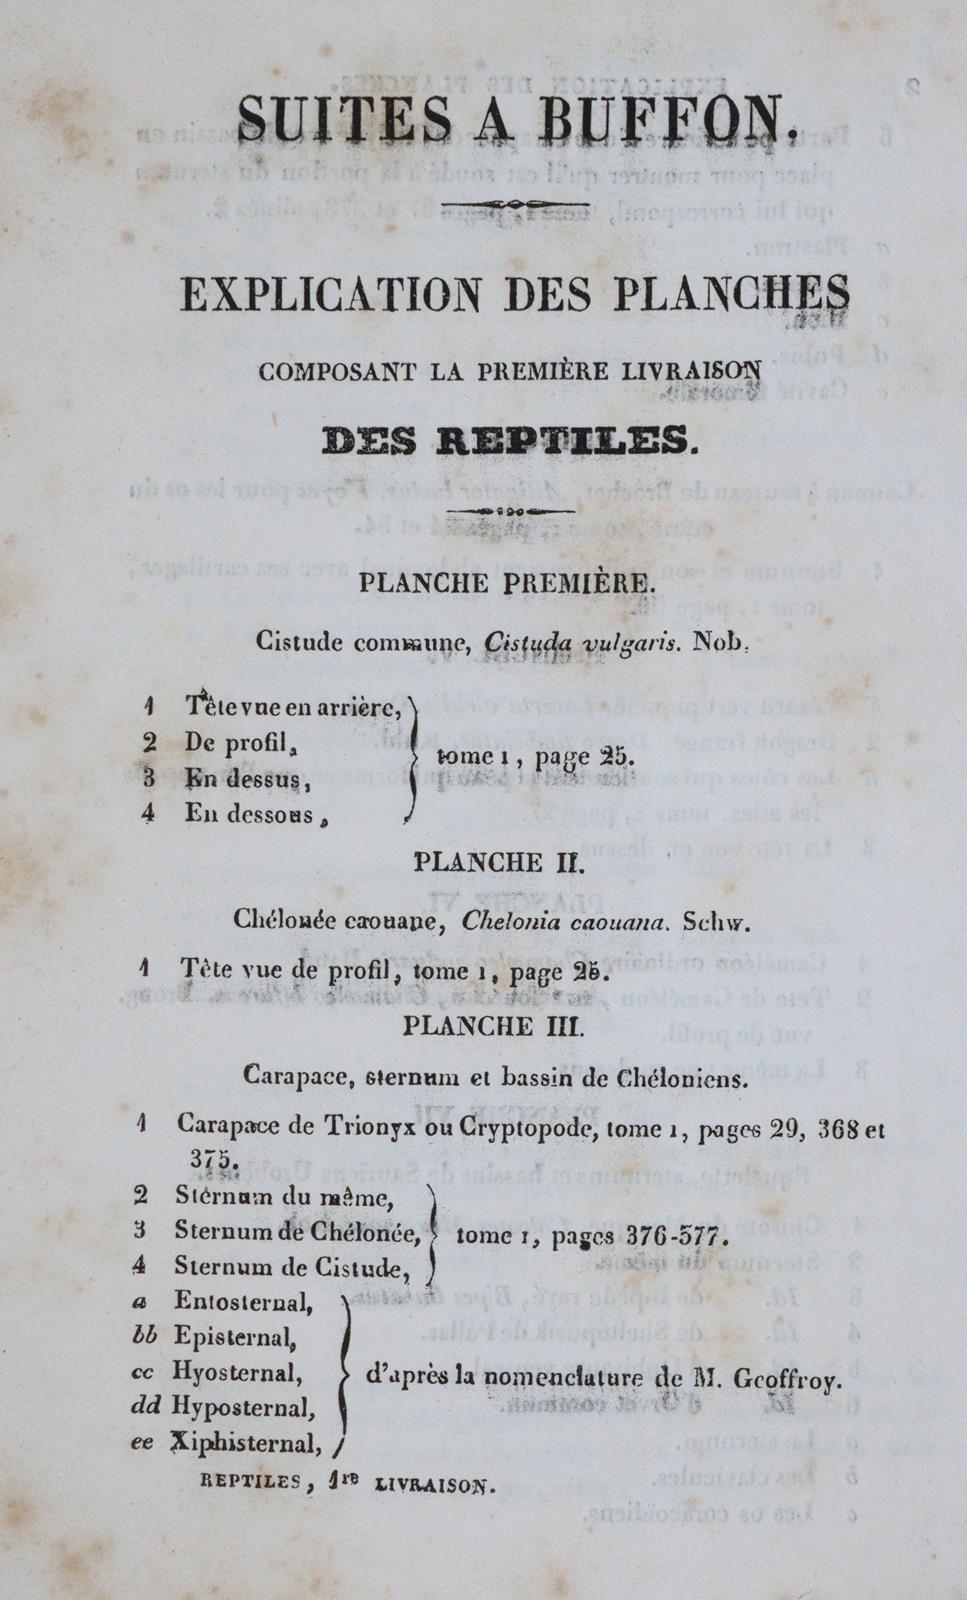 SUITES A BUFFON.
EXPLICATION DES PLANCHES
COMPOSANT LA PREMIÈRE LIVRAISON
DES REPTILES.
PLANCHE PREMIÈRE.
Cistude commune, Cistuda vulgaris. Nob.
1 Tête vue en arrière,
2 De profil,
3 En dessus,
4 En dessous,
tome 1, page 25.
PLANCHE II.
Chélonée caouane, Chelonia caouana. Schw.
1 Tête vue de profil, tome 1, page 25.
PLANCHE III.
Carapace, sternum et bassin de Chéloniens.
1 Carapace de Trionyx ou Cryptopode, tome 1, pages 29, 368 et
375.
2 Sternum du même,
3 Sternum de Chélonée,
4 Sternum de Cistude,
tome 1, pages 376-577.
a Entosternal,
bb Episternal,
cc Hyosternal,
dd Hyposternal,
ee Xiphisternal,
d'après la nomenclature de M. Geoffroy.
REPTILES, 1re LIVRAISON.